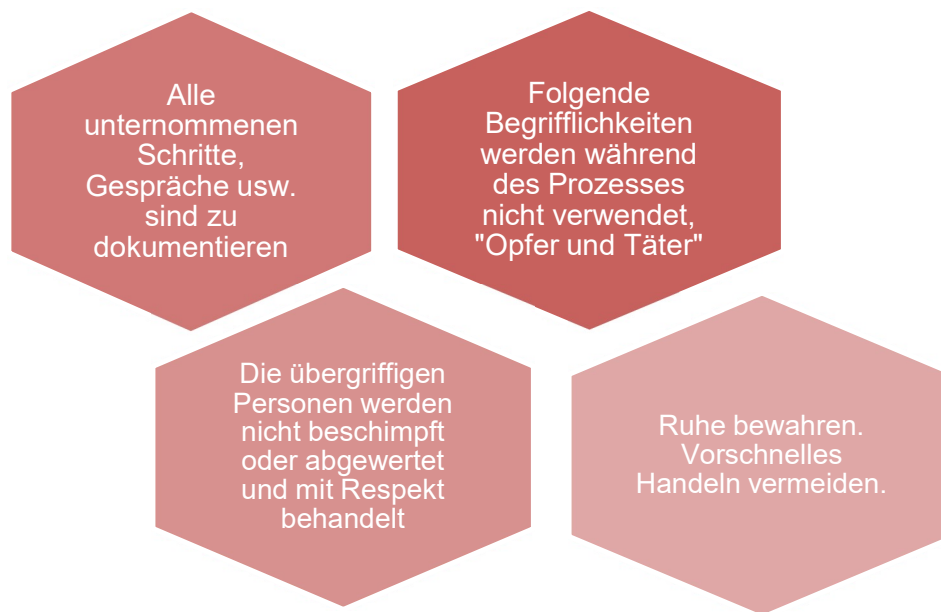 Alle
unternommenen
Schritte,
Gespräche usw.
sind zu
dokumentieren
Folgende
Begrifflichkeiten
werden während
des Prozesses
nicht verwendet,
"Opfer und Täter"
Die übergriffigen
Personen werden
nicht beschimpft
oder abgewertet
und mit Respekt
behandelt
Ruhe bewahren.
Vorschnelles
Handeln vermeiden.